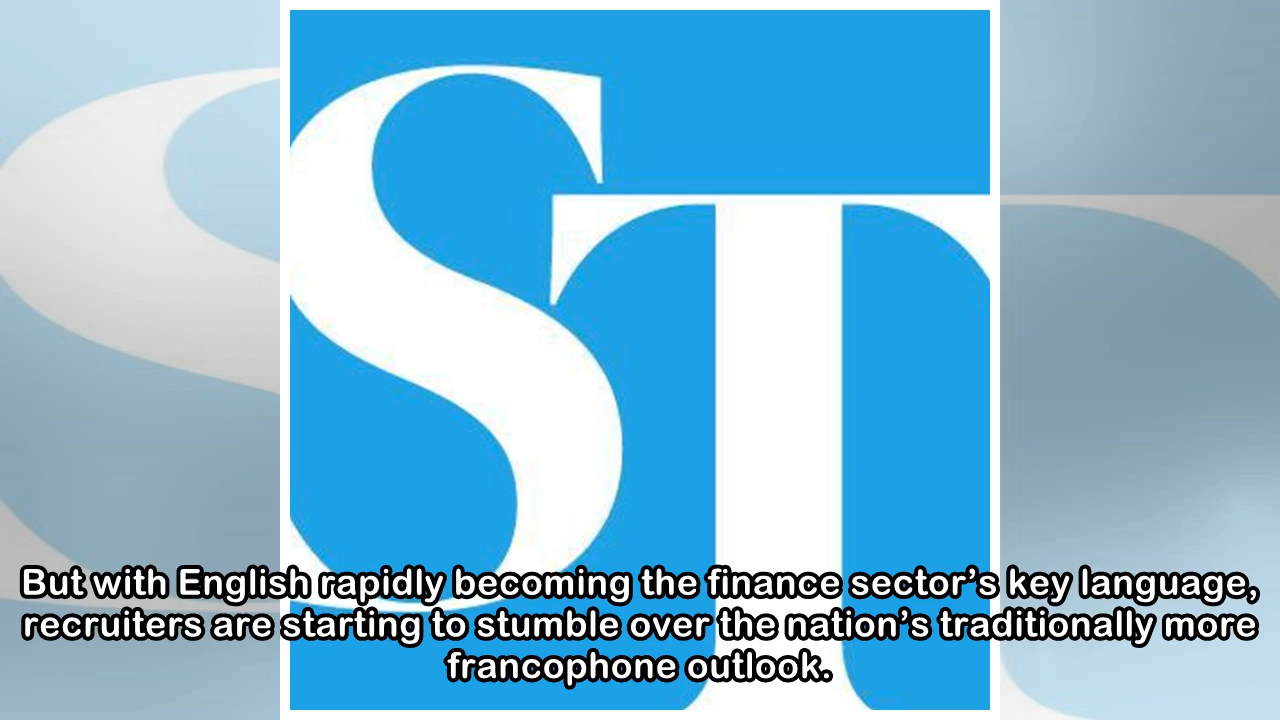 ST
But with English rapidly becoming the finance sector’s key language,
recruiters are starting to stumble over the nation’s traditionally more
francophone outlook.